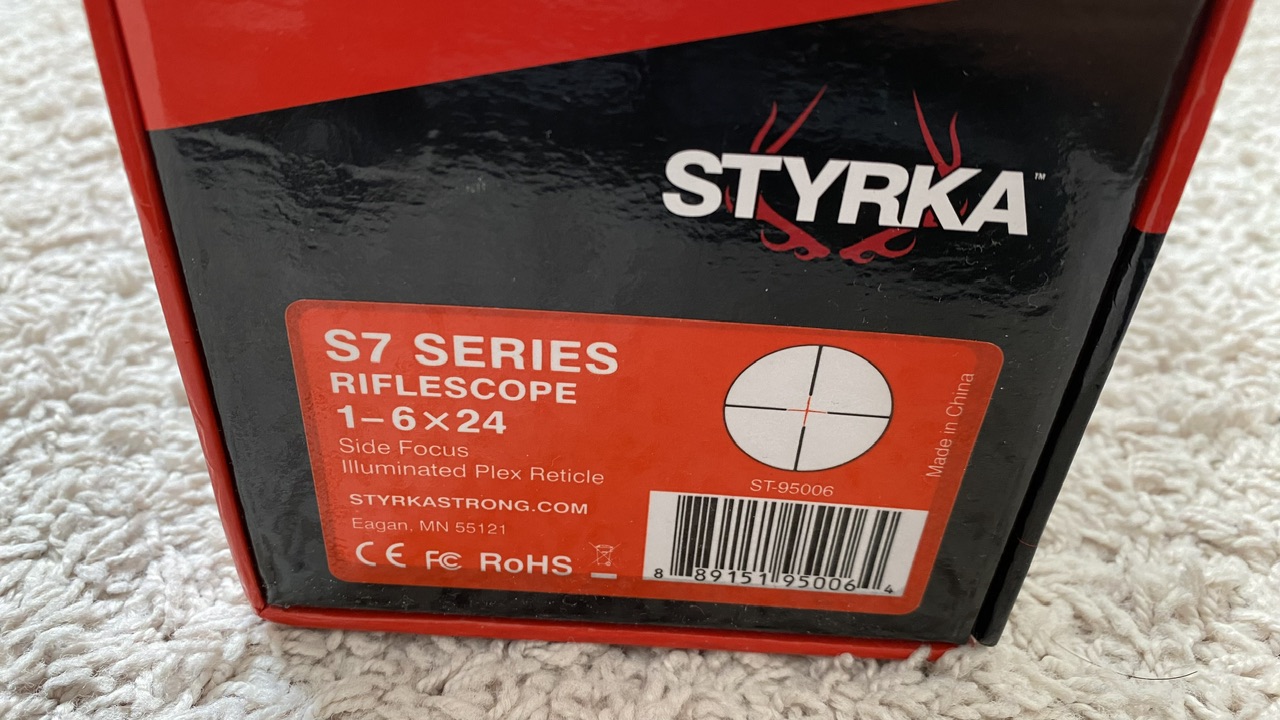 STYRKA™
S7 SERIES
RIFLESCOPE
1–6×24
Side Focus
Illuminated Plex Reticle
STYRKASTRONG.COM
Eagan, MN 55121
CE FC RoHS
ST-95006
8 89151 95006 4
Made in China